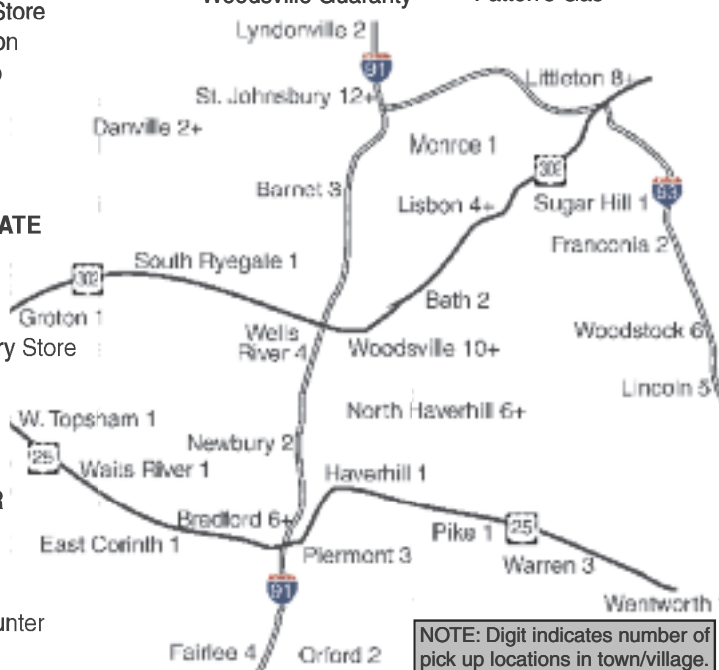 Store
Lyndonville 2
on
91
Littleton 8+
St. Johnsbury 12+
Danville 2+
Monroe 1
302
Barnet 3
Lisbon 4+
Sugar Hill 1
93
ATE
Franconia 2
South Ryegate 1
302
Bath 2
Groton 1
Wells
River 4
Woodsville 10+
Woodstock 6
ry Store
Lincoln 5
North Haverhill 6+
W. Topsham 1
Newbury 2
25
Waits River 1
Haverhill 1
R
Bradford 6+
Pike 1
25
East Corinth 1
Piermont 3
Warren 3
91
Wentworth
unter
NOTE: Digit indicates number of
pick up locations in town/village.
Fairlee 4
Orford 2